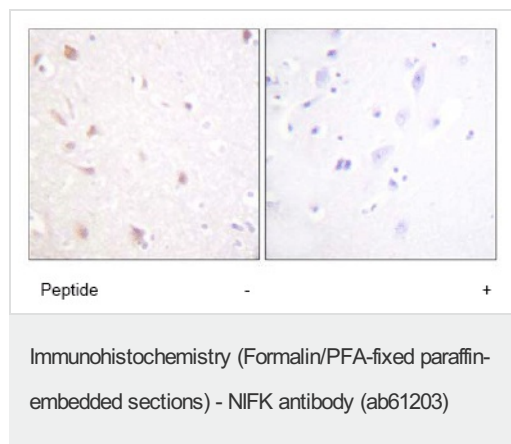 Peptide - +
Immunohistochemistry (Formalin/PFA-fixed paraffin-
embedded sections) - NIFK antibody (ab61203)